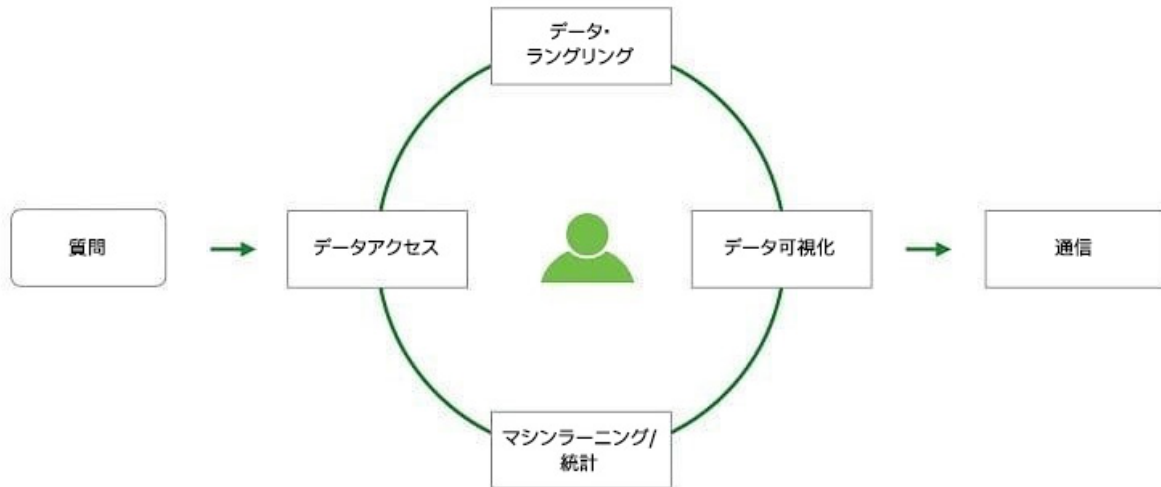 データ・
ラングリング
質問
データアクセス
データ可視化
通信
マシンラーニング/
統計